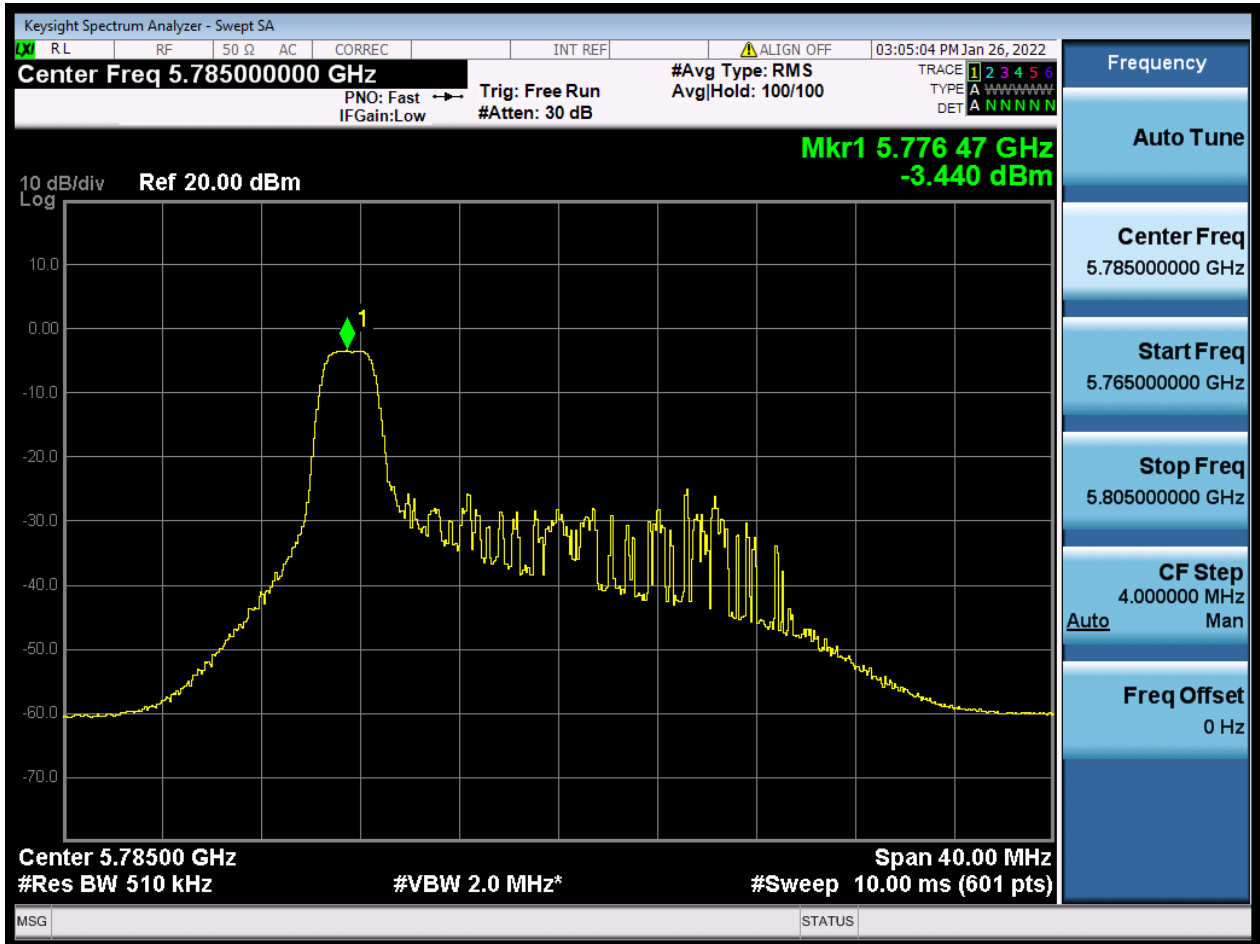 Keysight Spectrum Analyzer - Swept SA
LXI RL RF 50 Ω AC CORREC INT REF ALIGN OFF 03:05:04 PM Jan 26, 2022
Center Freq 5.785000000 GHz
PNO: Fast
IFGain:Low
Trig: Free Run
#Atten: 30 dB
#Avg Type: RMS
Avg|Hold: 100/100
TRACE 1 2 3 4 5 6
TYPE A WWWWW
DET A N N N N N
Mkr1 5.776 47 GHz
-3.440 dBm
10 dB/div Ref 20.00 dBm
Log
10.0
1
0.00
-10.0
-20.0
-30.0
-40.0
-50.0
-60.0
-70.0
Center 5.78500 GHz Span 40.00 MHz
#Res BW 510 kHz #VBW 2.0 MHz* #Sweep 10.00 ms (601 pts)
MSG STATUS
Frequency
Auto Tune
Center Freq
5.785000000 GHz
Start Freq
5.765000000 GHz
Stop Freq
5.805000000 GHz
CF Step
4.000000 MHz
Auto Man
Freq Offset
0 Hz